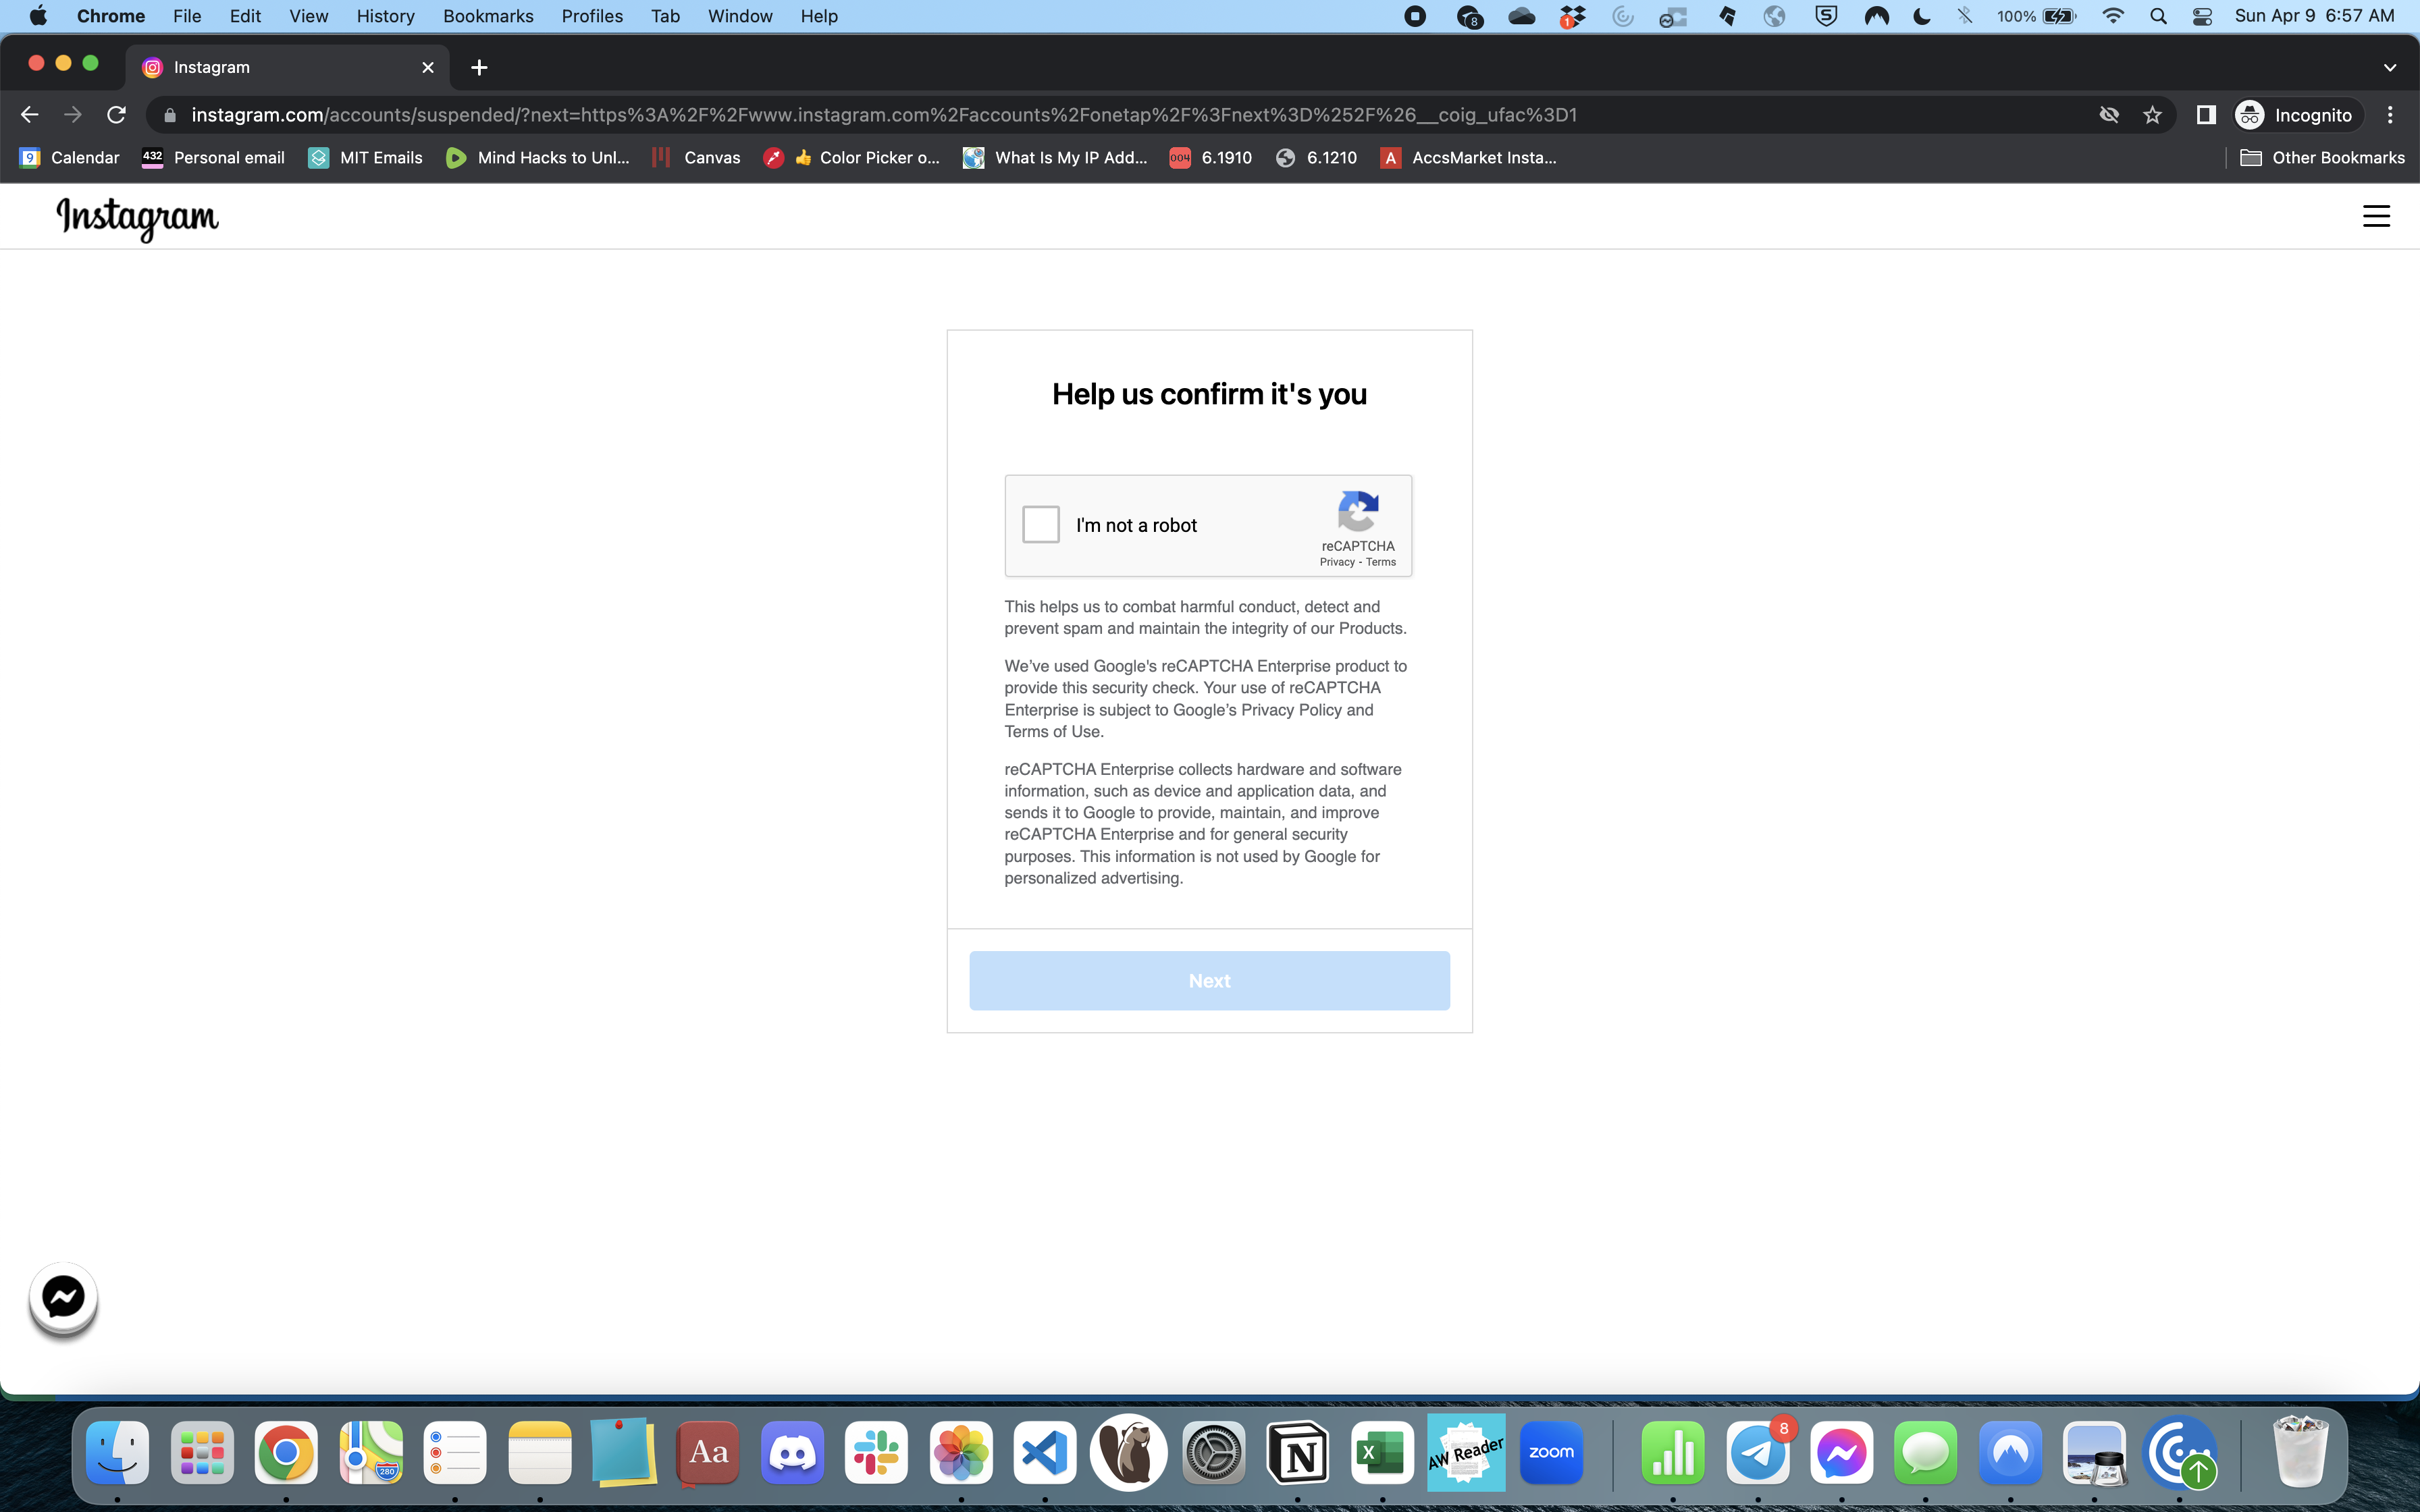 Chrome File Edit View History Bookmarks Profiles Tab Window Help 8 1 100% Sun Apr 9 6:57 AM
Instagram
instagram.com/accounts/suspended/?next=https%3A%2F%2Fwww.instagram.com%2Faccounts%2Fonetap%2F%3Fnext%3D%252F%26__coig_ufac%3D1 Incognito
9 Calendar 432 Personal email MIT Emails Mind Hacks to Unl... Canvas 👍 Color Picker o... What Is My IP Add... 004 6.1910 6.1210 A AccsMarket Insta... Other Bookmarks
Instagram
Help us confirm it's you
I'm not a robot
reCAPTCHA
Privacy - Terms
This helps us to combat harmful conduct, detect and
prevent spam and maintain the integrity of our Products.
We've used Google's reCAPTCHA Enterprise product to
provide this security check. Your use of reCAPTCHA
Enterprise is subject to Google's Privacy Policy and
Terms of Use.
reCAPTCHA Enterprise collects hardware and software
information, such as device and application data, and
sends it to Google to provide, maintain, and improve
reCAPTCHA Enterprise and for general security
purposes. This information is not used by Google for
personalized advertising.
Next
280 Aa N X AW Reader zoom 8